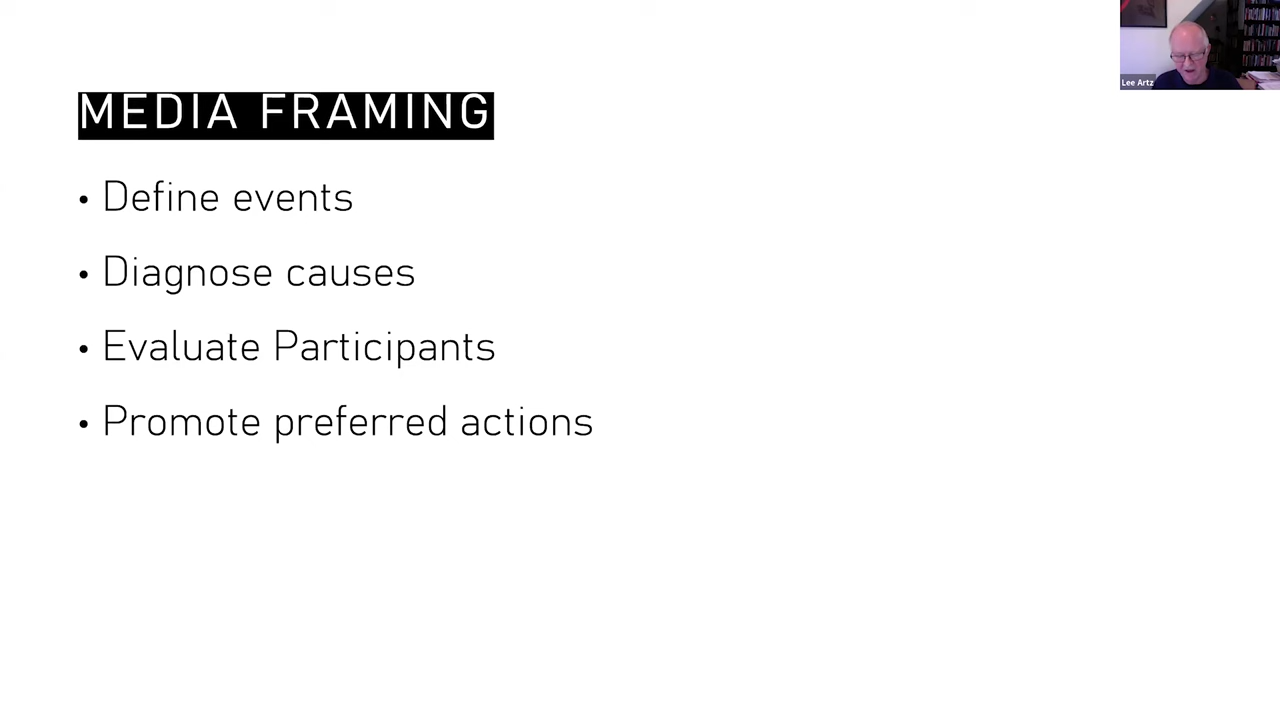 MEDIA FRAMING
• Define events
• Diagnose causes
• Evaluate Participants
• Promote preferred actions
Lee Artz